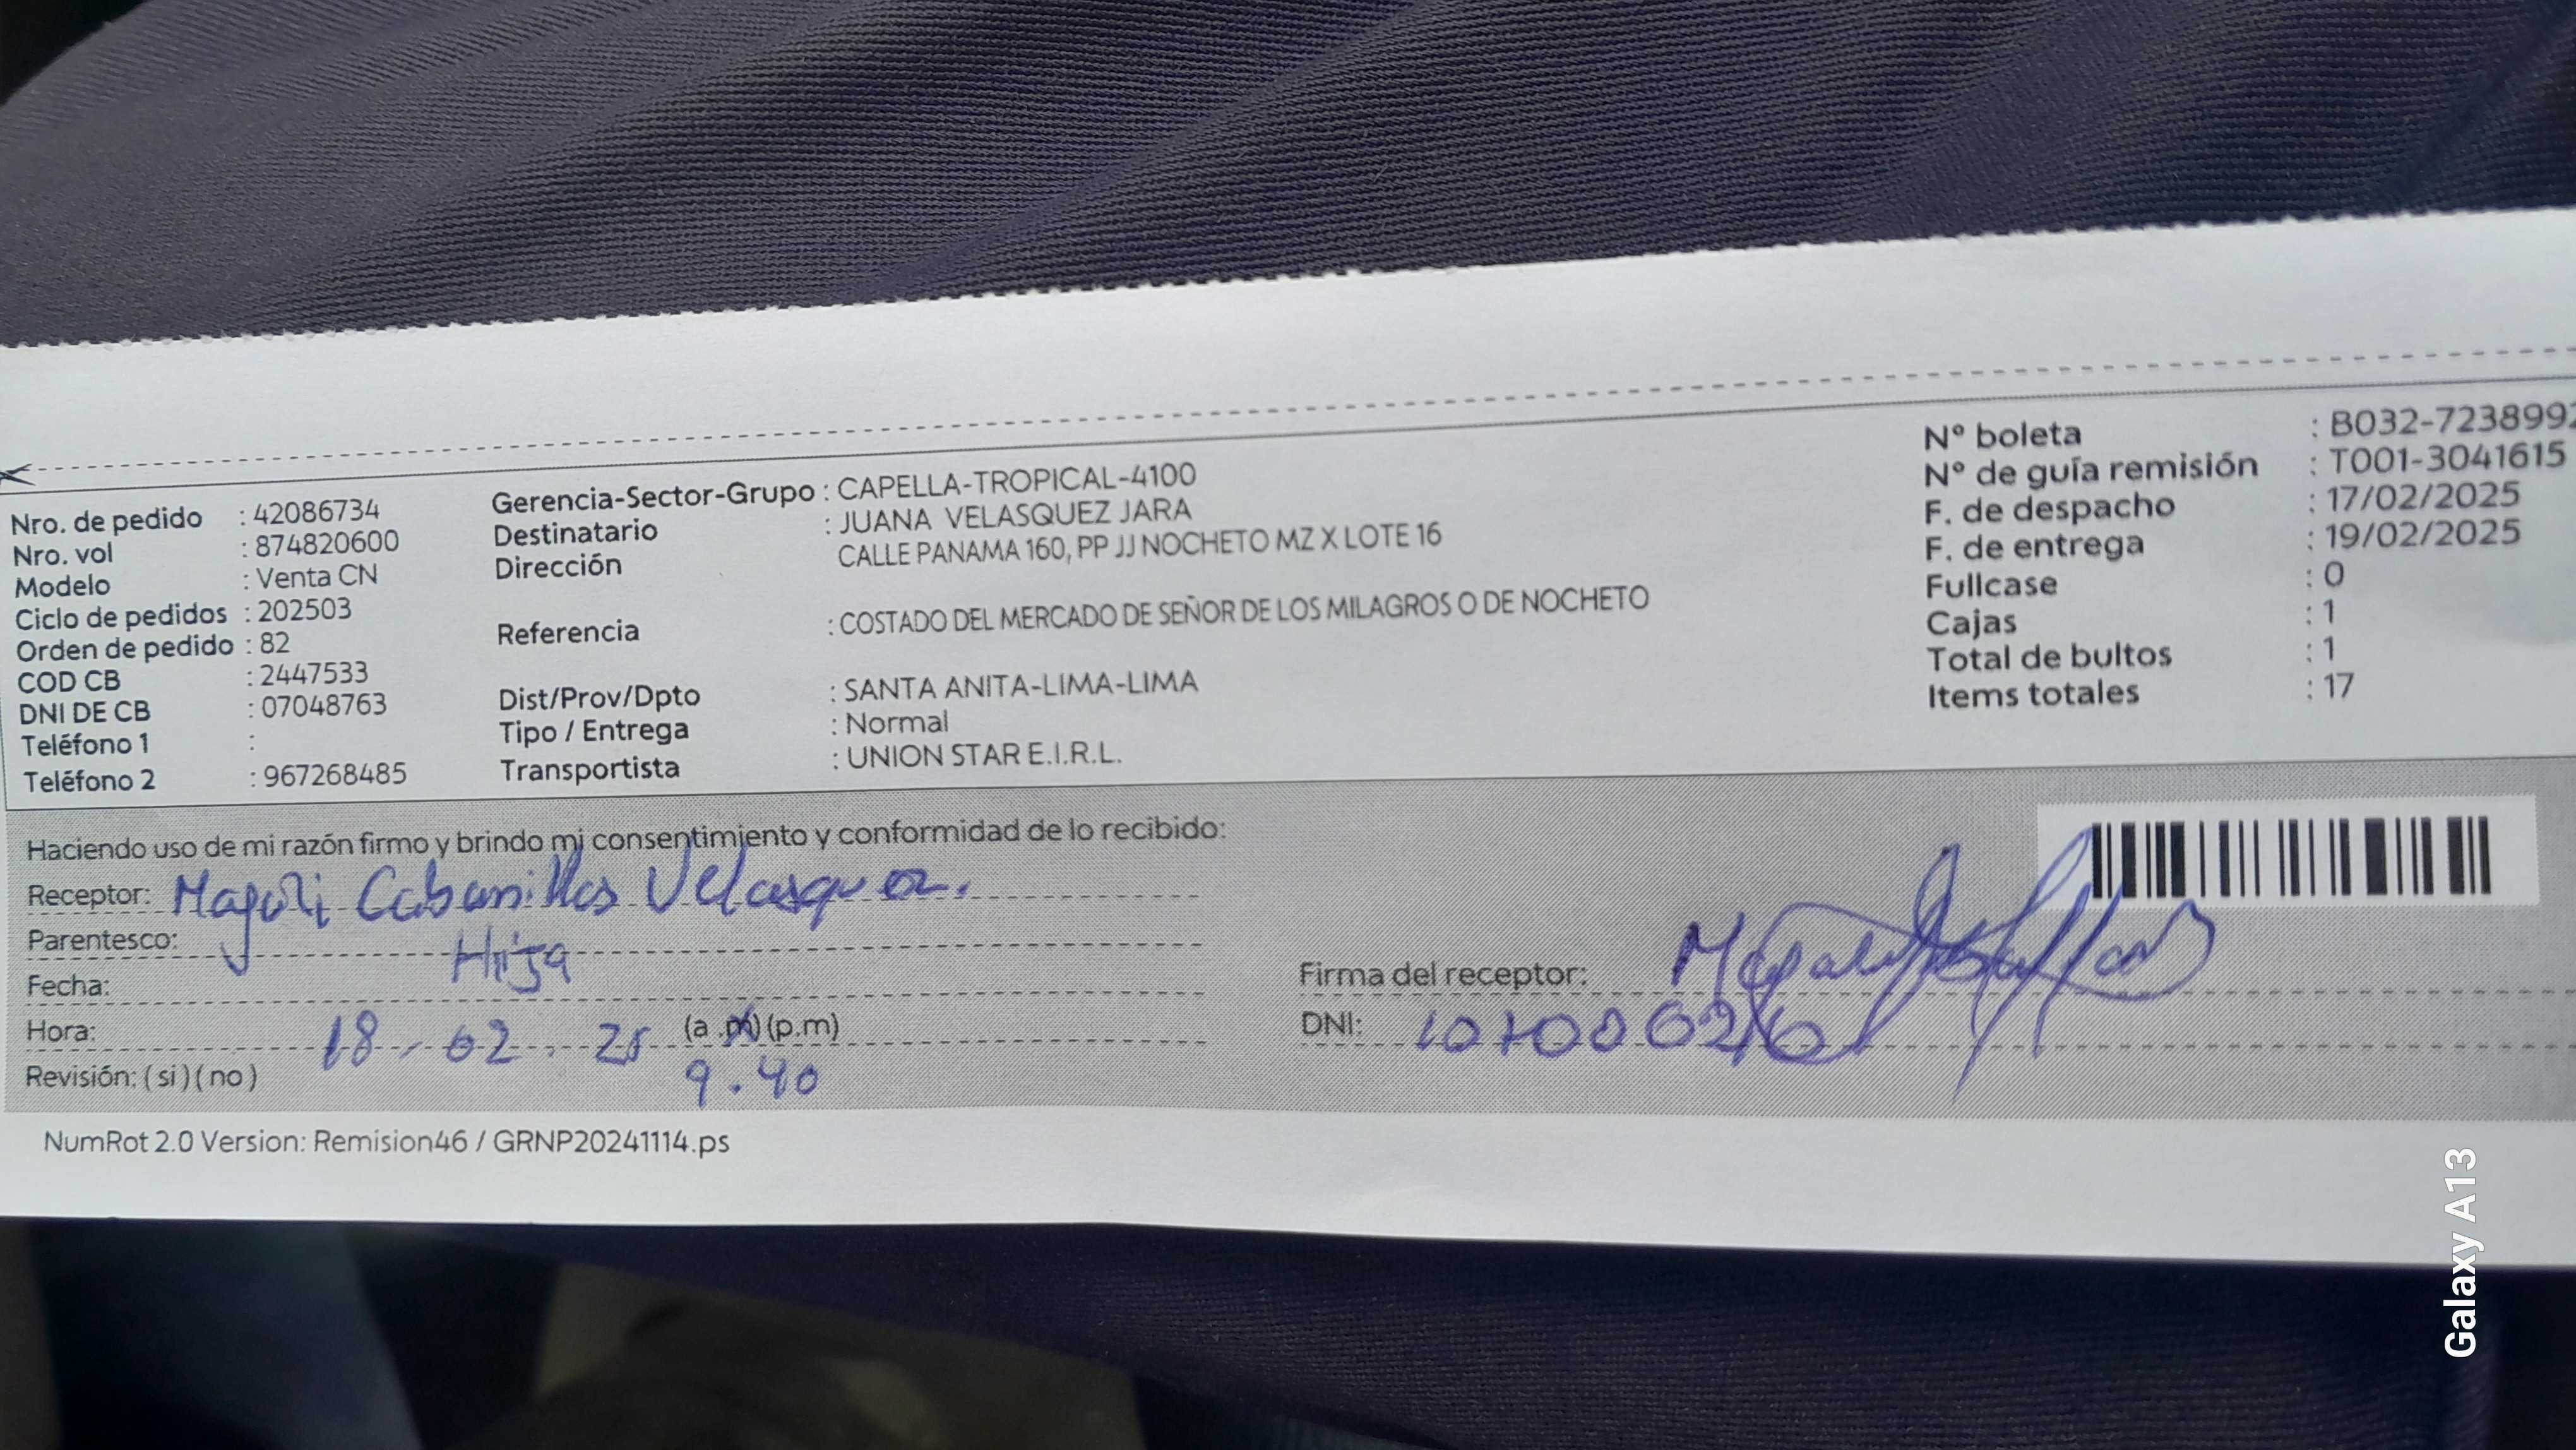 Nro. de pedido : 42086734
Nro. vol : 874820600
Modelo : Venta CN
Ciclo de pedidos : 202503
Orden de pedido : 82
COD CB : 2447533
DNI DE CB : 07048763
Teléfono 1 :
Teléfono 2 : 967268485
Gerencia-Sector-Grupo : CAPELLA-TROPICAL-4100
Destinatario : JUANA VELASQUEZ JARA
Dirección CALLE PANAMA 160, PP JJ NOCHETO MZ X LOTE 16
Referencia : COSTADO DEL MERCADO DE SEÑOR DE LOS MILAGROS O DE NOCHETO
Dist/Prov/Dpto : SANTA ANITA-LIMA-LIMA
Tipo / Entrega : Normal
Transportista : UNION STAR E.I.R.L.
Nº boleta : B032-7238992
Nº de guía remisión : T001-3041615
F. de despacho : 17/02/2025
F. de entrega : 19/02/2025
Fullcase : 0
Cajas : 1
Total de bultos : 1
Items totales : 17
Haciendo uso de mi razón firmo y brindo mi consentimiento y conformidad de lo recibido:
Receptor: Magali Cabanillas Velasquez.
Parentesco: Hija
Fecha:
Hora: 18-02-25 (a.m)(p.m)
9.40
Revisión: (si)(no)
Firma del receptor:
DNI:
NumRot 2.0 Version: Remision46 / GRNP20241114.ps
Galaxy A13